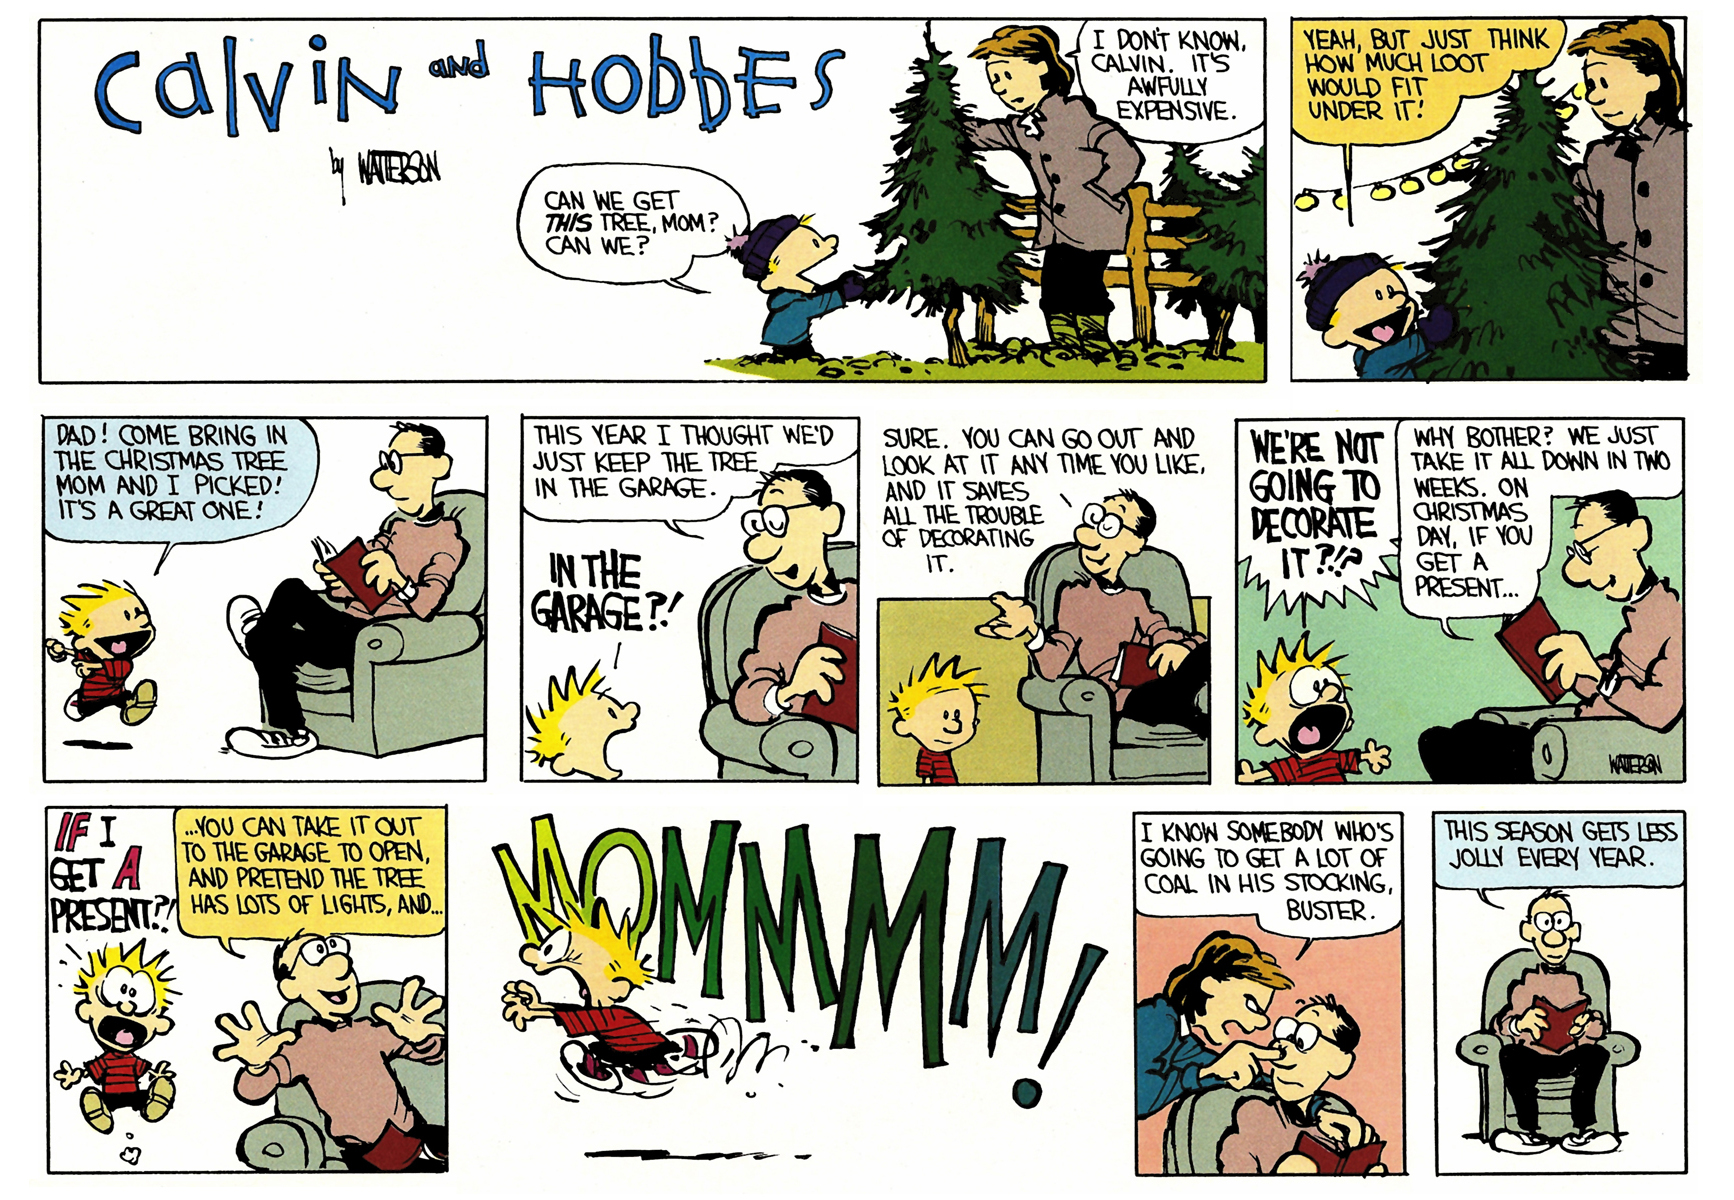 CALVIN and HOBBES
by WATTERSON
CAN WE GET
THIS TREE, MOM?
CAN WE?
I DON'T KNOW,
CALVIN. IT'S
AWFULLY
EXPENSIVE.
YEAH, BUT JUST THINK
HOW MUCH LOOT
WOULD FIT
UNDER IT!
DAD! COME BRING IN
THE CHRISTMAS TREE
MOM AND I PICKED!
IT'S A GREAT ONE!
THIS YEAR I THOUGHT WE'D
JUST KEEP THE TREE
IN THE GARAGE.
IN THE
GARAGE?!
SURE. YOU CAN GO OUT AND
LOOK AT IT ANY TIME YOU LIKE,
AND IT SAVES
ALL THE TROUBLE
OF DECORATING
IT.
WE'RE NOT
GOING TO
DECORATE
IT?!?
WHY BOTHER? WE JUST
TAKE IT ALL DOWN IN TWO
WEEKS. ON
CHRISTMAS
DAY, IF YOU
GET A
PRESENT...
WATTERSON
IF I
GET A
PRESENT?!
...YOU CAN TAKE IT OUT
TO THE GARAGE TO OPEN,
AND PRETEND THE TREE
HAS LOTS OF LIGHTS, AND...
MOMMMMM!
I KNOW SOMEBODY WHO'S
GOING TO GET A LOT OF
COAL IN HIS STOCKING,
BUSTER.
THIS SEASON GETS LESS
JOLLY EVERY YEAR.